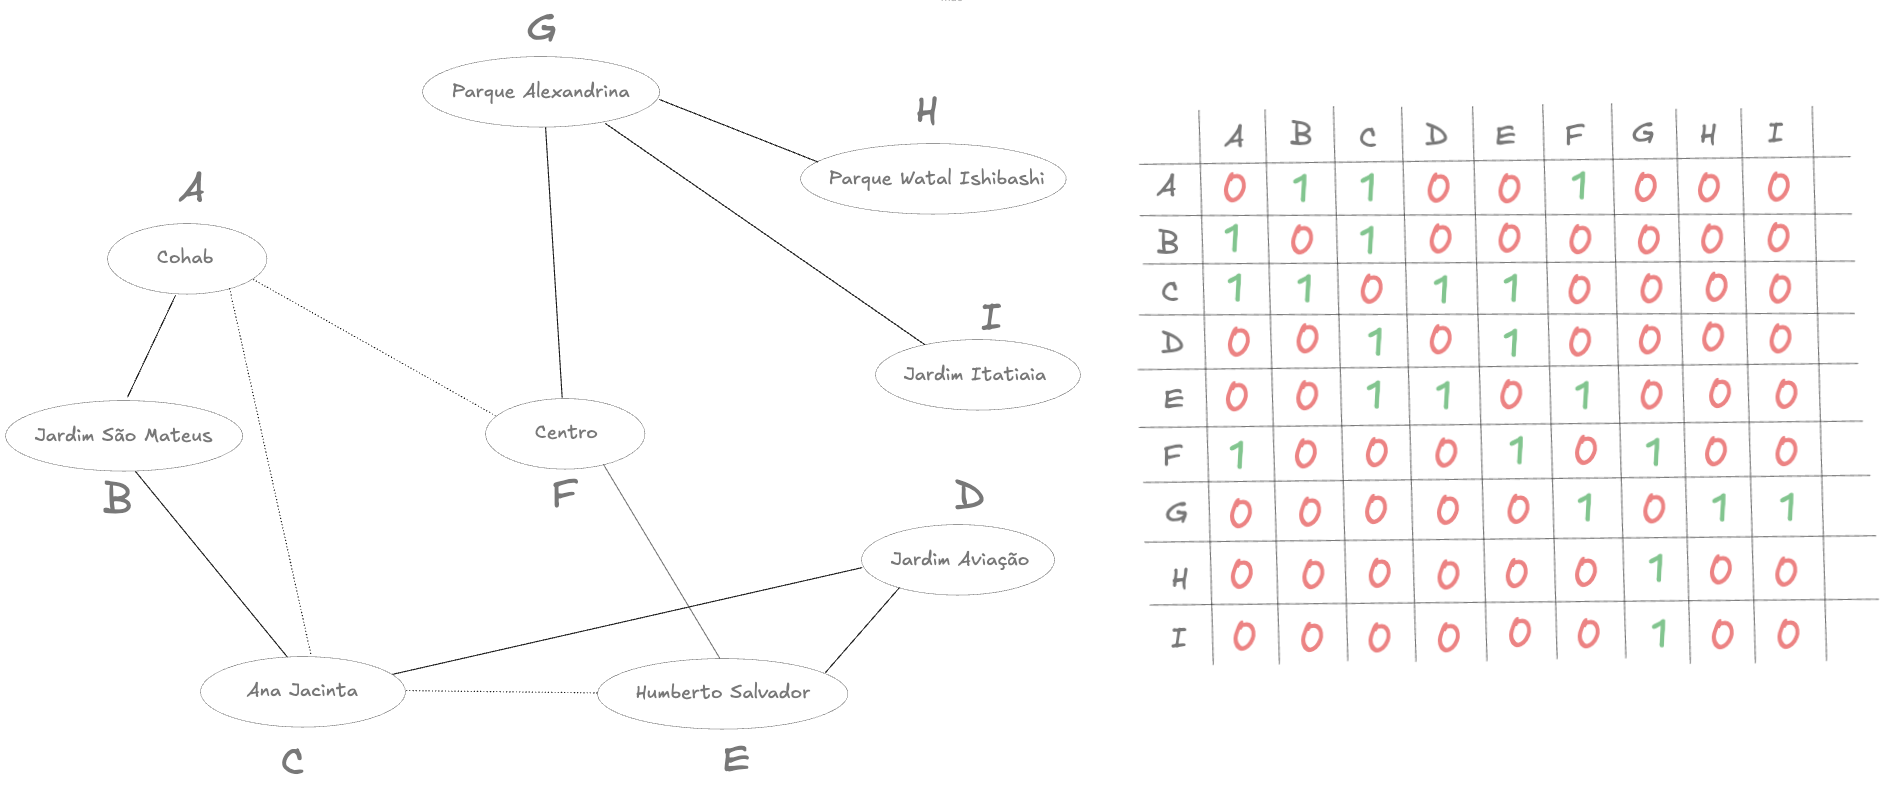 G
Parque Alexandrina
H
Parque Watal Ishibashi
A
Cohab
I
Jardim Itatiaia
Jardim São Mateus
B
Centro
F
D
Jardim Aviação
Ana Jacinta
C
Humberto Salvador
E
A B C D E F G H I
A 0 1 1 0 0 1 0 0 0
B 1 0 1 0 0 0 0 0 0
C 1 1 0 1 1 0 0 0 0
D 0 0 1 0 1 0 0 0 0
E 0 0 1 1 0 1 0 0 0
F 1 0 0 0 1 0 1 0 0
G 0 0 0 0 0 1 0 1 1
H 0 0 0 0 0 0 1 0 0
I 0 0 0 0 0 0 1 0 0